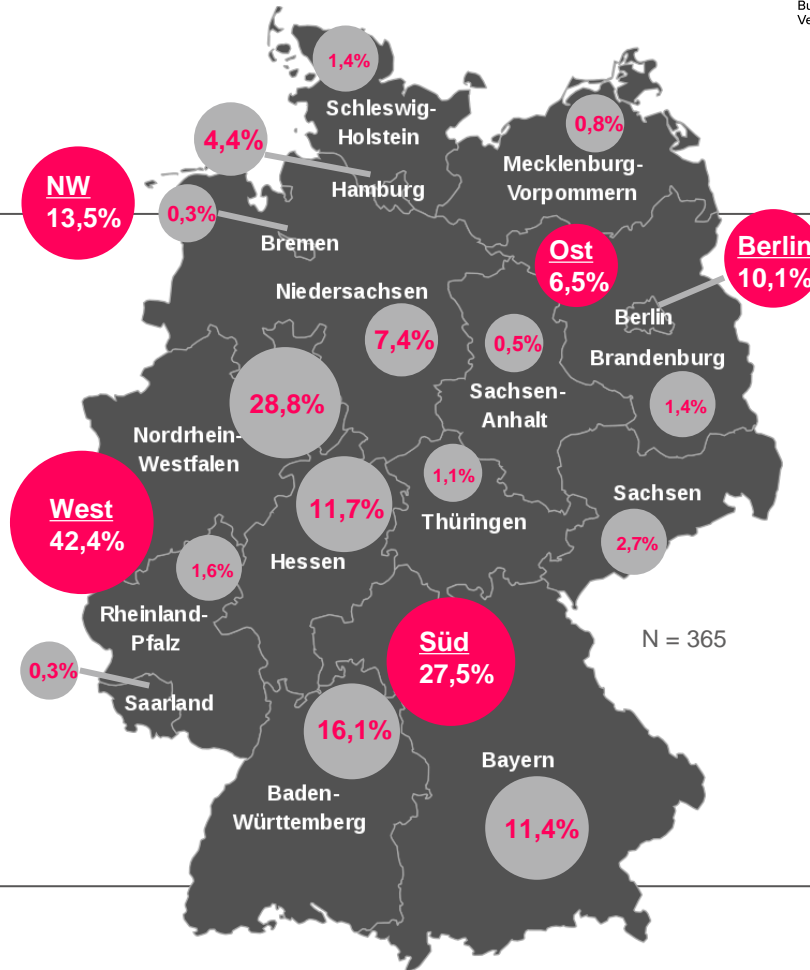 Bu
Ve
1,4%
Schleswig-
Holstein
4,4%
0,8%
Mecklenburg-
Vorpommern
Hamburg
NW
13,5%
0,3%
Bremen
Ost
6,5%
Berlin
10,1%
Niedersachsen
Berlin
7,4%
0,5%
Brandenburg
Sachsen-
Anhalt
1,4%
28,8%
Nordrhein-
Westfalen
1,1%
Sachsen
11,7%
Thüringen
West
42,4%
2,7%
Hessen
1,6%
Rheinland-
Pfalz
Süd
27,5%
N = 365
0,3%
Saarland
16,1%
Bayern
Baden-
Württemberg
11,4%